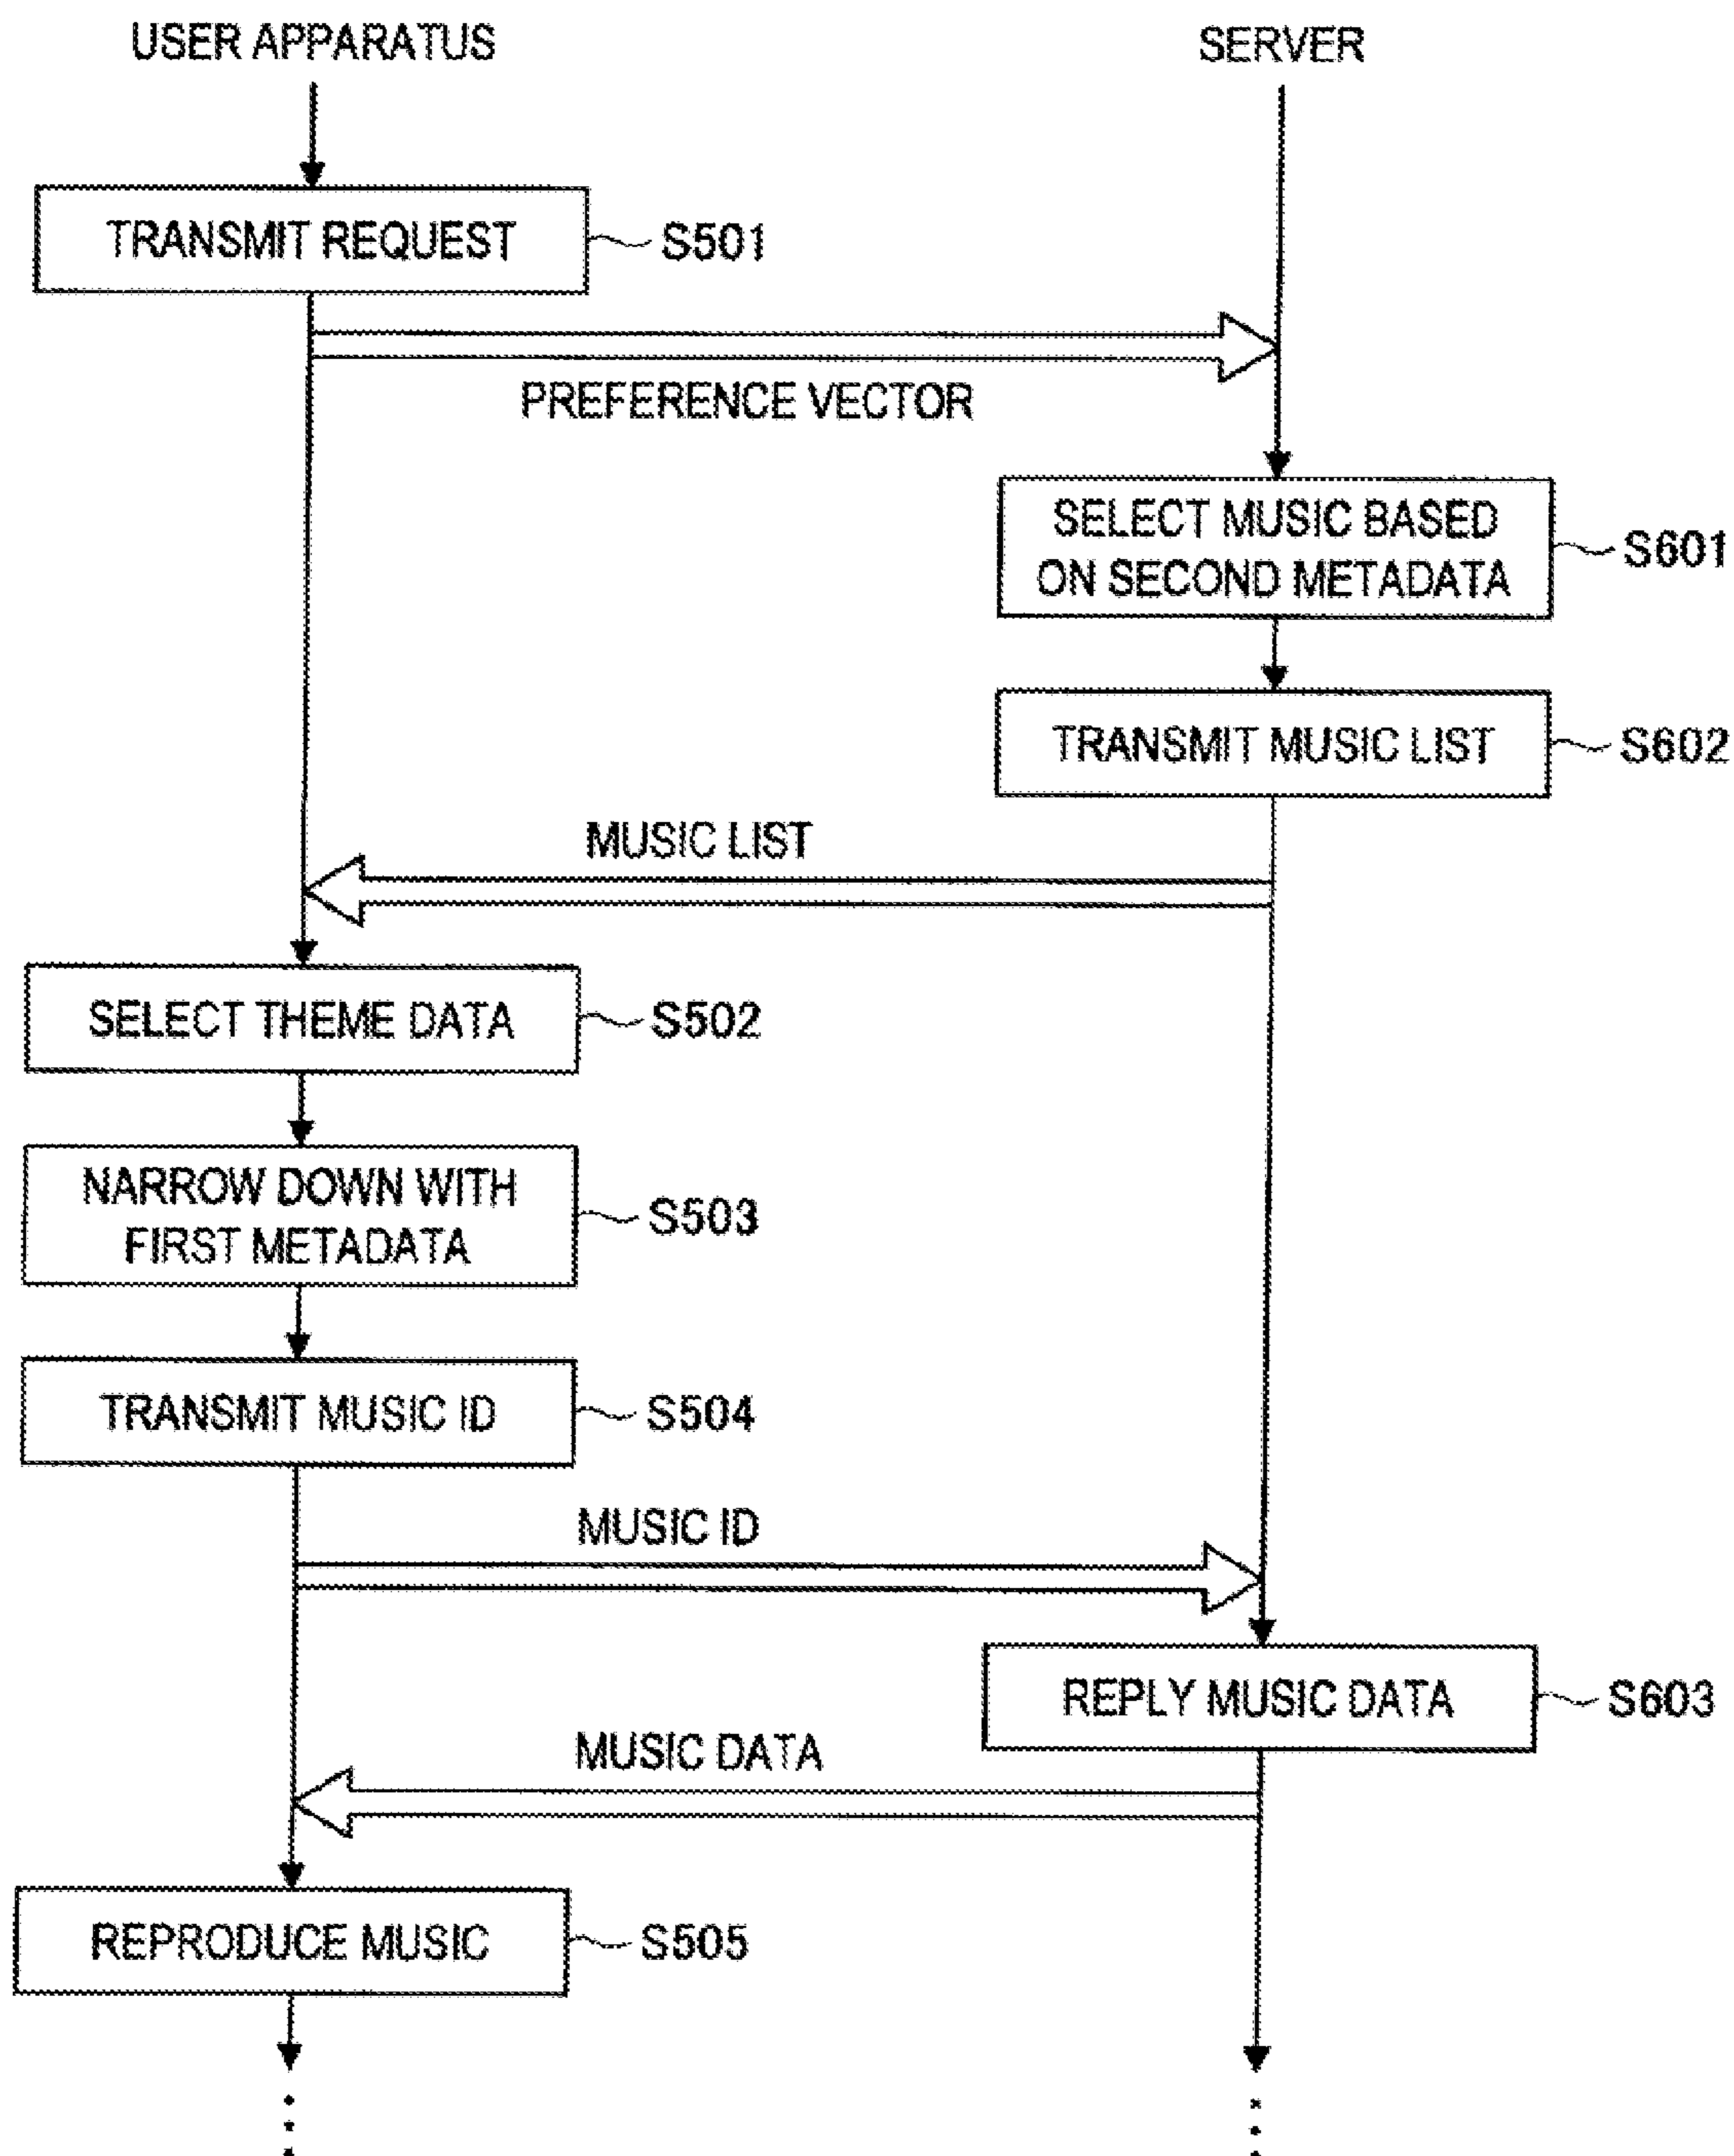 USER APPARATUS
SERVER
TRANSMIT REQUEST
S501
PREFERENCE VECTOR
SELECT MUSIC BASED
ON SECOND METADATA
S601
TRANSMIT MUSIC LIST
S602
MUSIC LIST
SELECT THEME DATA
S502
NARROW DOWN WITH
FIRST METADATA
S503
TRANSMIT MUSIC ID
S504
MUSIC ID
REPLY MUSIC DATA
S603
MUSIC DATA
REPRODUCE MUSIC
S505